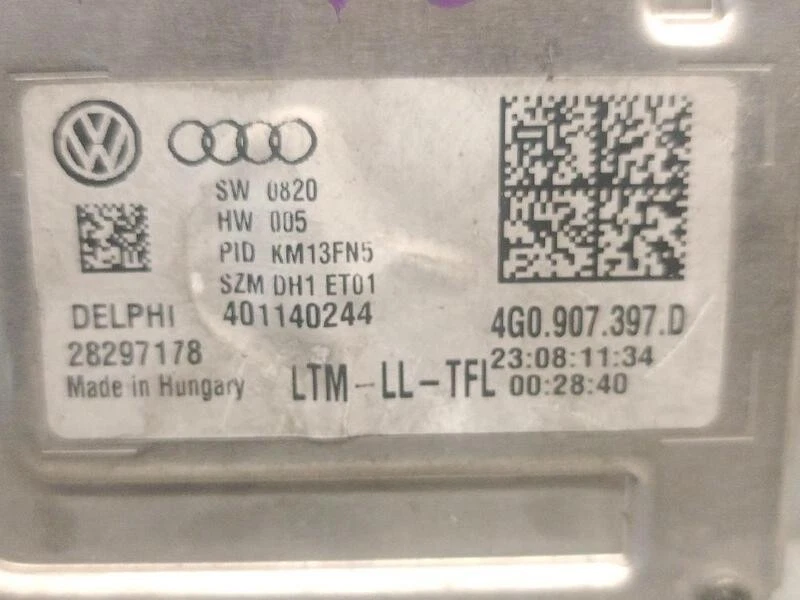 SW 0820
HW 005
PID KM13FN5
SZM DH1 ET01
DELPHI 401140244 4G0.907.397.D
28297178 23:08:11:34
Made in Hungary LTM-LL-TFL 00:28:40